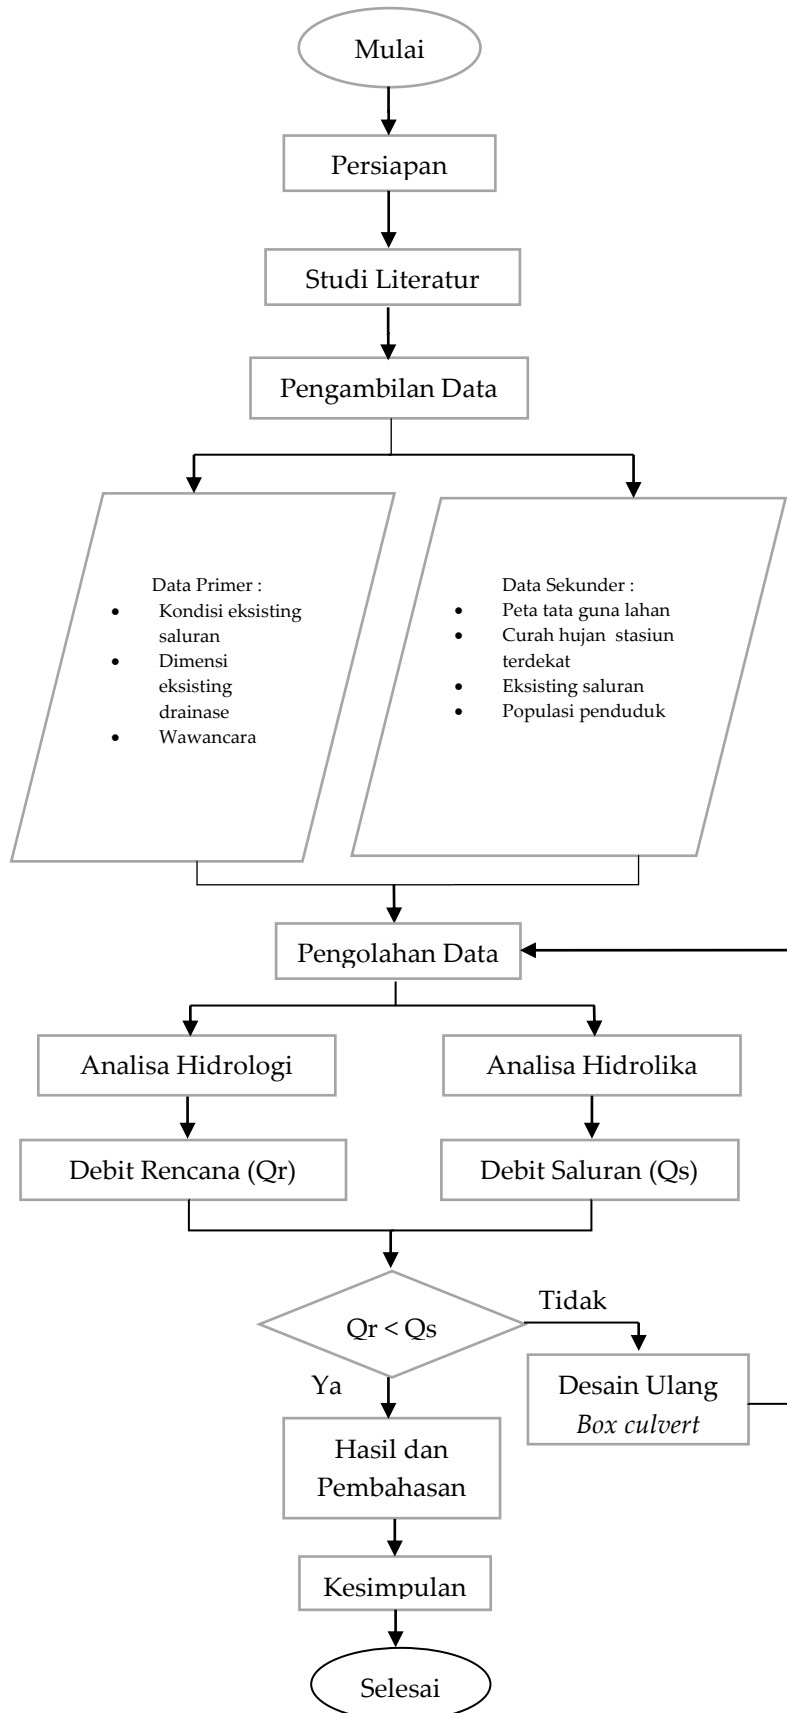 Mulai
Persiapan
Studi Literatur
Pengambilan Data
Data Primer :
• Kondisi eksisting
saluran
• Dimensi
eksisting
drainase
• Wawancara
Data Sekunder :
• Peta tata guna lahan
• Curah hujan stasiun
terdekat
• Eksisting saluran
• Populasi penduduk
Pengolahan Data
Analisa Hidrologi
Analisa Hidrolika
Debit Rencana (Qr)
Debit Saluran (Qs)
Qr < Qs
Tidak
Ya
Desain Ulang
Box culvert
Hasil dan
Pembahasan
Kesimpulan
Selesai